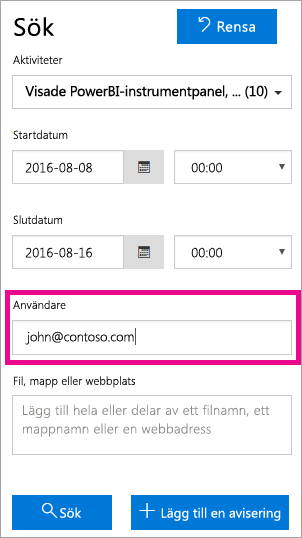 Sök
Rensa
Aktiviteter
Visade PowerBI-instrumentpanel, ... (10)
Startdatum
2016-08-08
00:00
Slutdatum
2016-08-16
00:00
Användare
john@contoso.com
Fil, mapp eller webbplats
Lägg till hela eller delar av ett filnamn, ett
mappnamn eller en webbadress
Sök
Lägg till en avisering